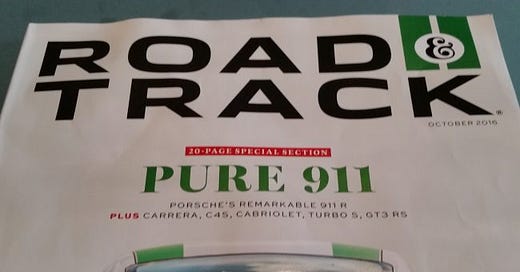 ROAD &
TRACK®
OCTOBER 2016
20-PAGE SPECIAL SECTION
PURE 911
PORSCHE'S REMARKABLE 911 R
PLUS CARRERA, C4S, CABRIOLET, TURBO S, GT3 RS